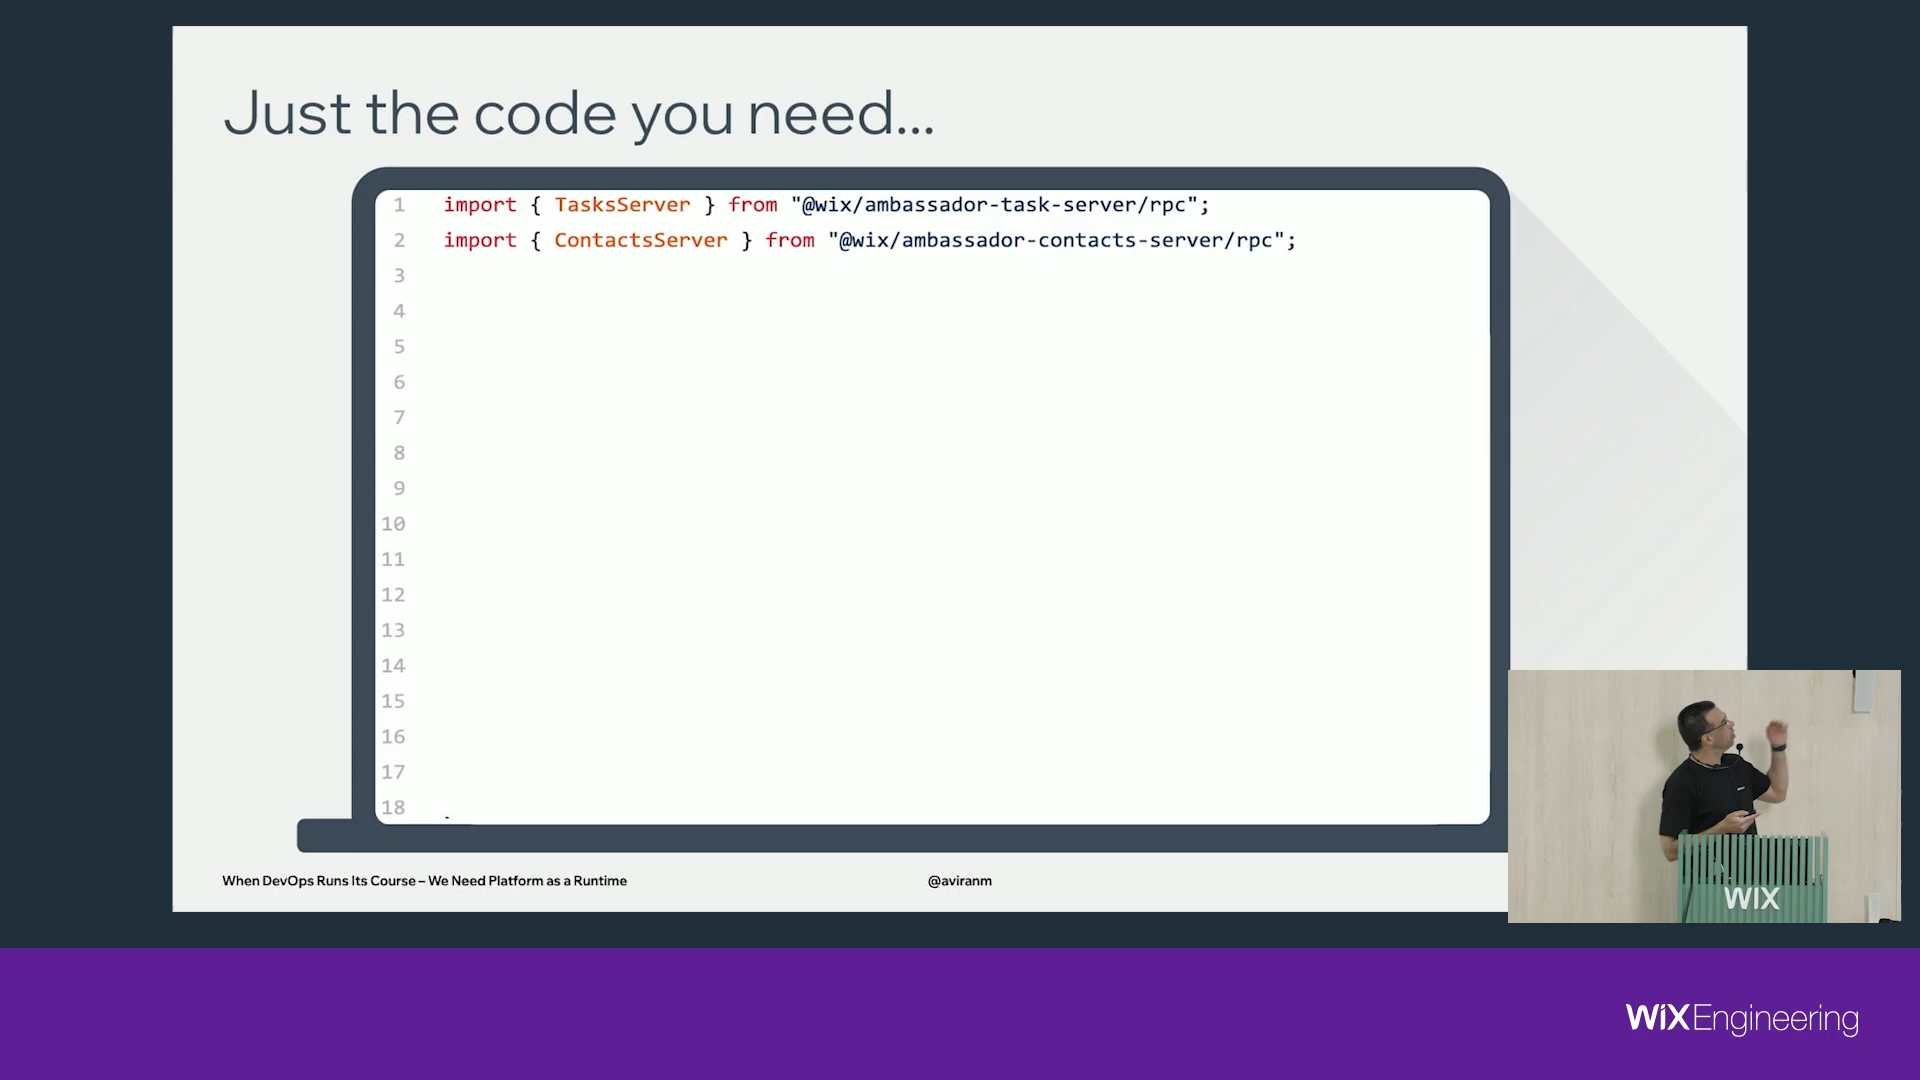 Just the code you need...
1 import { TasksServer } from "@wix/ambassador-task-server/rpc";
2 import { ContactsServer } from "@wix/ambassador-contacts-server/rpc";
3
4
5
6
7
8
9
10
11
12
13
14
15
16
17
18
When DevOps Runs Its Course – We Need Platform as a Runtime
@aviranm
WIX
WiX Engineering